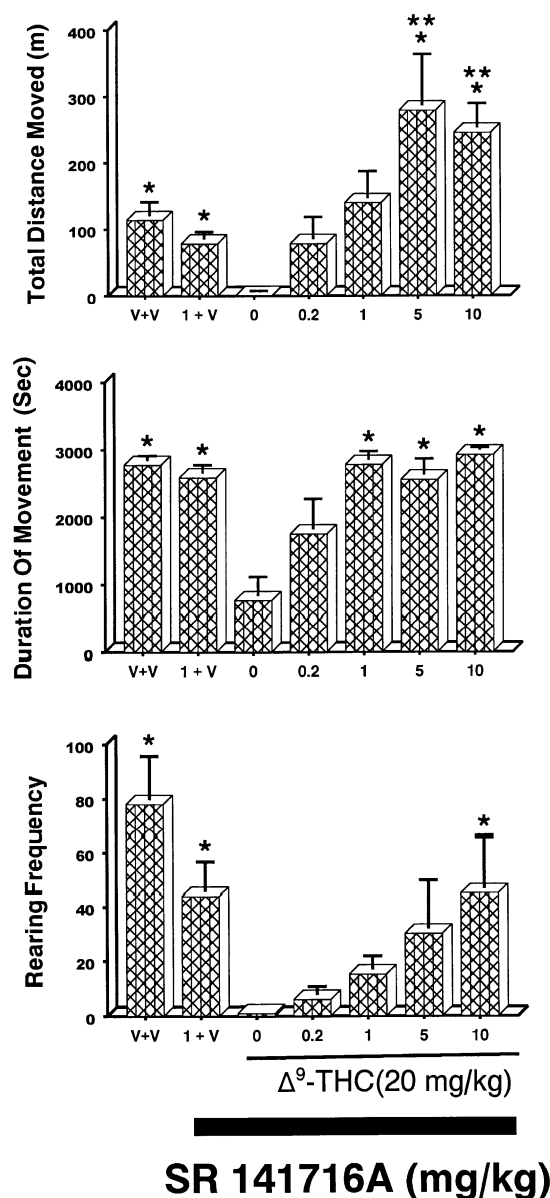 Total Distance Moved (m)
400
300
200
100
0
**
*
**
*
*
*
V+V 1 + V 0 0.2 1 5 10
Duration Of Movement (Sec)
4000
3000
2000
1000
0
* * * * *
V+V 1 + V 0 0.2 1 5 10
Rearing Frequency
100
80
60
40
20
0
*
*
*
V+V 1 + V 0 0.2 1 5 10
Δ⁹-THC(20 mg/kg)
SR 141716A (mg/kg)